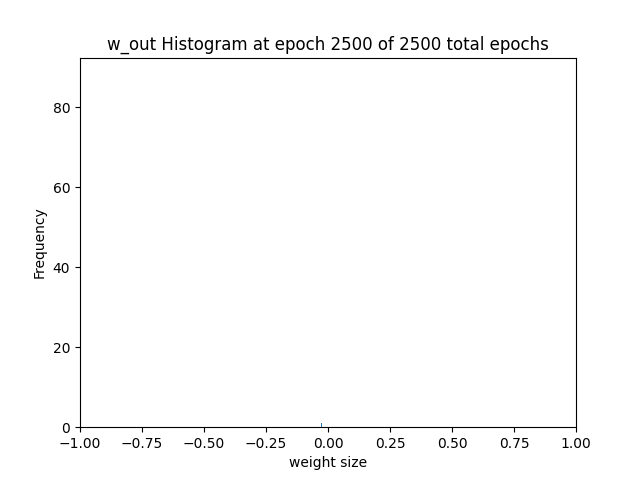 w_out Histogram at epoch 2500 of 2500 total epochs
80
60
40
20
0
Frequency
−1.00 −0.75 −0.50 −0.25 0.00 0.25 0.50 0.75 1.00
weight size